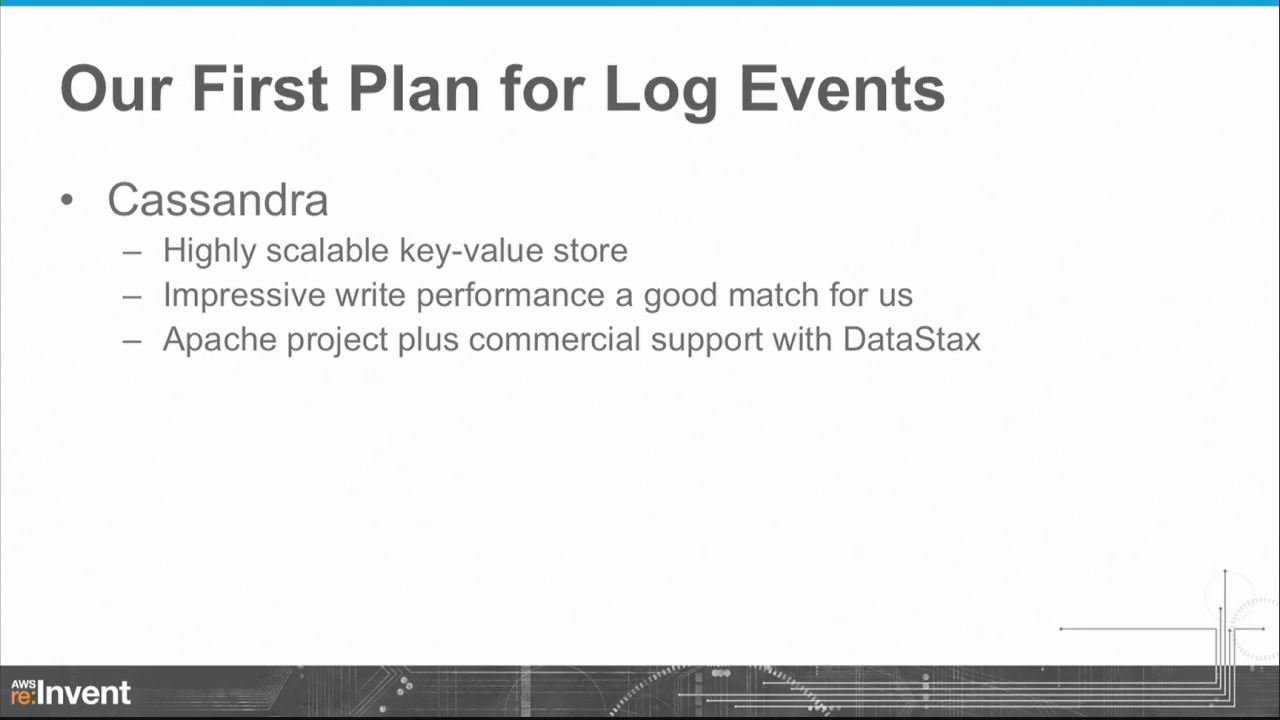 Our First Plan for Log Events
• Cassandra
– Highly scalable key-value store
– Impressive write performance a good match for us
– Apache project plus commercial support with DataStax
AWS
re:Invent